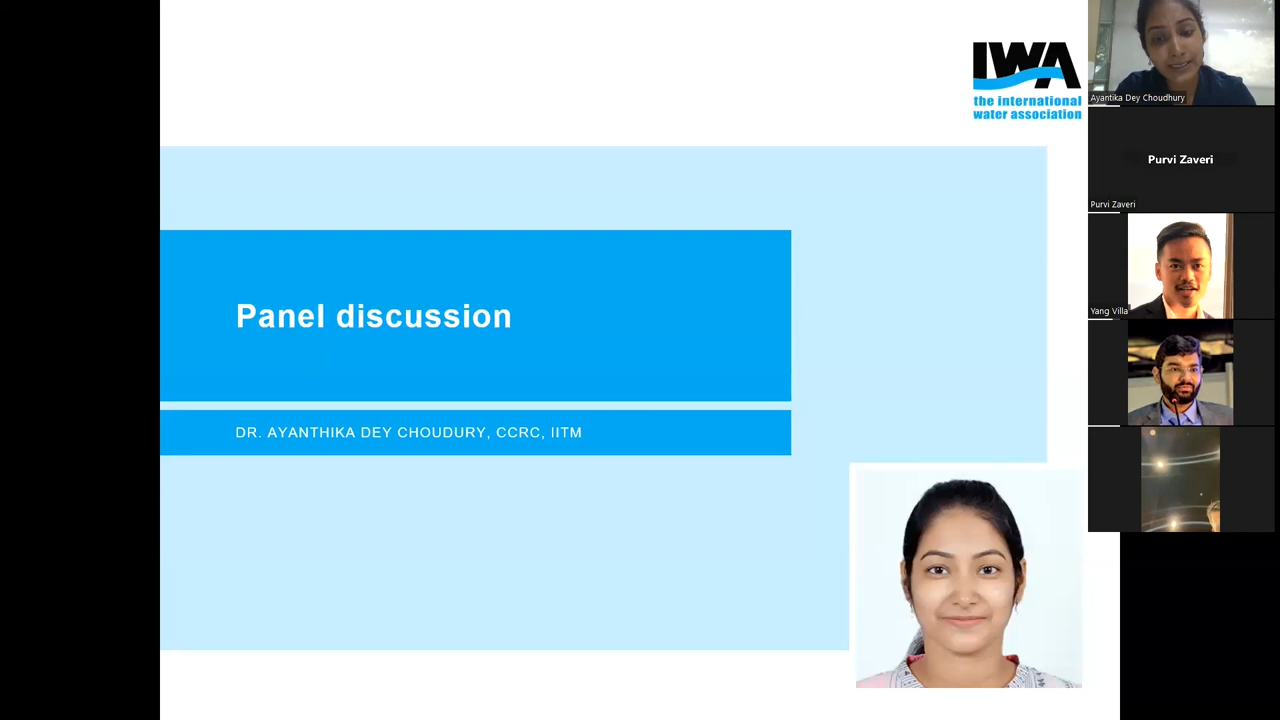 IWA
the international
water association
Panel discussion
DR. AYANTHIKA DEY CHOUDURY, CCRC, IITM
Ayantika Dey Choudhury
Purvi Zaveri
Purvi Zaveri
Yang Villa